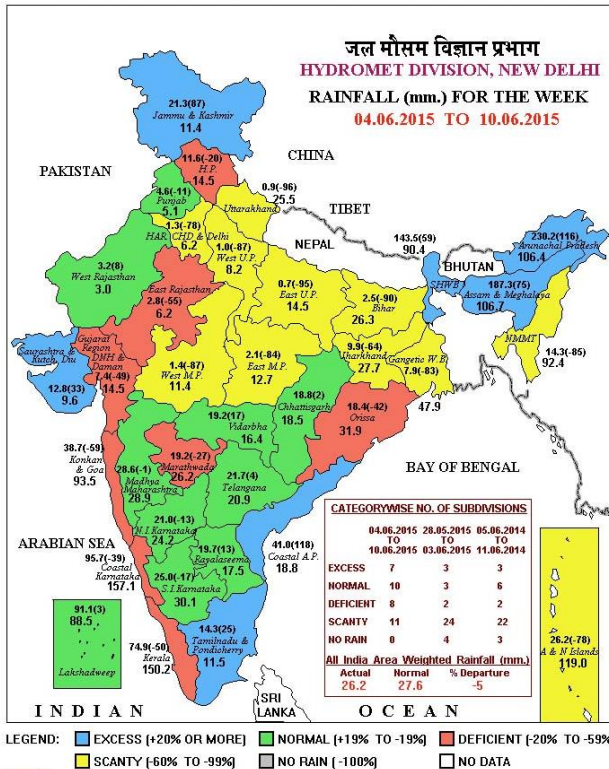 जल मौसम विज्ञान प्रभाग
HYDROMET DIVISION, NEW DELHI
RAINFALL (mm.) FOR THE WEEK
04.06.2015 TO 10.06.2015
21.3(87)
Jammu & Kashmir
11.4
CHINA
PAKISTAN
11.6(-20)
H.P.
14.5
4.6(-11)
Punjab
5.1
0.9(-96)
25.5
Uttarakhand
TIBET
1.3(-78)
HAR. CHD & Delhi
6.2
1.0(-87)
West U.P.
8.2
NEPAL
143.5(59)
90.4
SHWB
BHUTAN
230.2(116)
Arunachal Pradesh
106.4
187.3(75)
Assam & Meghalaya
106.7
3.2(8)
West Rajasthan
3.0
East Rajasthan
2.8(-55)
6.2
0.7(-95)
East U.P.
14.5
2.5(-90)
Bihar
26.3
NMMT
14.3(-85)
92.4
Saurashtra &
Kutch, Diu
12.8(33)
9.6
Gujarat
Region
DNH &
Daman
7.4(-49)
14.5
1.4(-87)
West M.P.
11.4
2.1(-84)
East M.P.
12.7
9.9(-64)
Jharkhand
27.7
Gangetic W.B.
7.9(-83)
47.9
18.8(2)
Chhattisgarh
18.5
18.4(-42)
Orissa
31.9
19.2(17)
Vidarbha
16.4
38.7(-59)
Konkan
& Goa
93.5
19.2(-27)
Marathwada
26.2
28.6(-1)
Madhya
Maharashtra
28.9
21.7(4)
Telangana
20.9
BAY OF BENGAL
ARABIAN SEA
21.0(-13)
N.I.Karnataka
24.2
19.7(13)
Rayalaseema
17.5
41.0(118)
Coastal A.P.
18.8
95.7(-39)
Coastal
Karnataka
157.1
25.0(-17)
S.I.Karnataka
30.1
91.1(3)
88.5
Lakshadweep
74.9(-50)
Kerala
150.2
14.3(25)
Tamilnadu &
Pondicherry
11.5
CATEGORYWISE NO. OF SUBDIVISIONS
04.06.2015 28.05.2015 05.06.2014
TO TO TO
10.06.2015 03.06.2015 11.06.2014
EXCESS 7 3 3
NORMAL 10 3 6
DEFICIENT 8 2 2
SCANTY 11 24 22
NO RAIN 0 4 3
All India Area Weighted Rainfall (mm.)
Actual Normal % Departure
26.2 27.6 -5
26.2(-78)
A & N Islands
119.0
SRI
LANKA
INDIAN OCEAN
LEGEND: EXCESS (+20% OR MORE) NORMAL (+19% TO -19%) DEFICIENT (-20% TO -59%
SCANTY (-60% TO -99%) NO RAIN (-100%) NO DATA